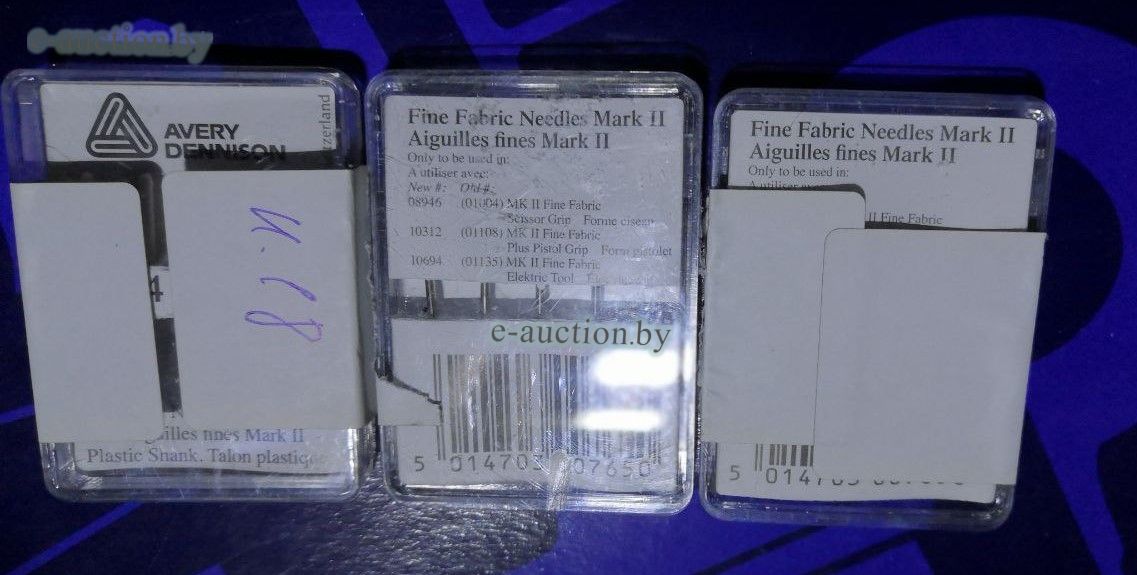 e-auction.by
AVERY
DENNISON
4
fines Mark II
Plastic Shank. Talon plastique
Fine Fabric Needles Mark II
Aiguilles fines Mark II
Only to be used in:
A utiliser avec:
New #: Old #:
08946 (01004) MK II Fine Fabric
Scissor Grip Forme ciseau
10312 (01108) MK II Fine Fabric
Plus Pistol Grip Form pistolet
10694 (01135) MK II Fine Fabric
Elektric Tool
e-auction.by
5 014703 07650
Fine Fabric Needles Mark II
Aiguilles fines Mark II
Only to be used in:
A utiliser avec:
II Fine Fabric
5 014703